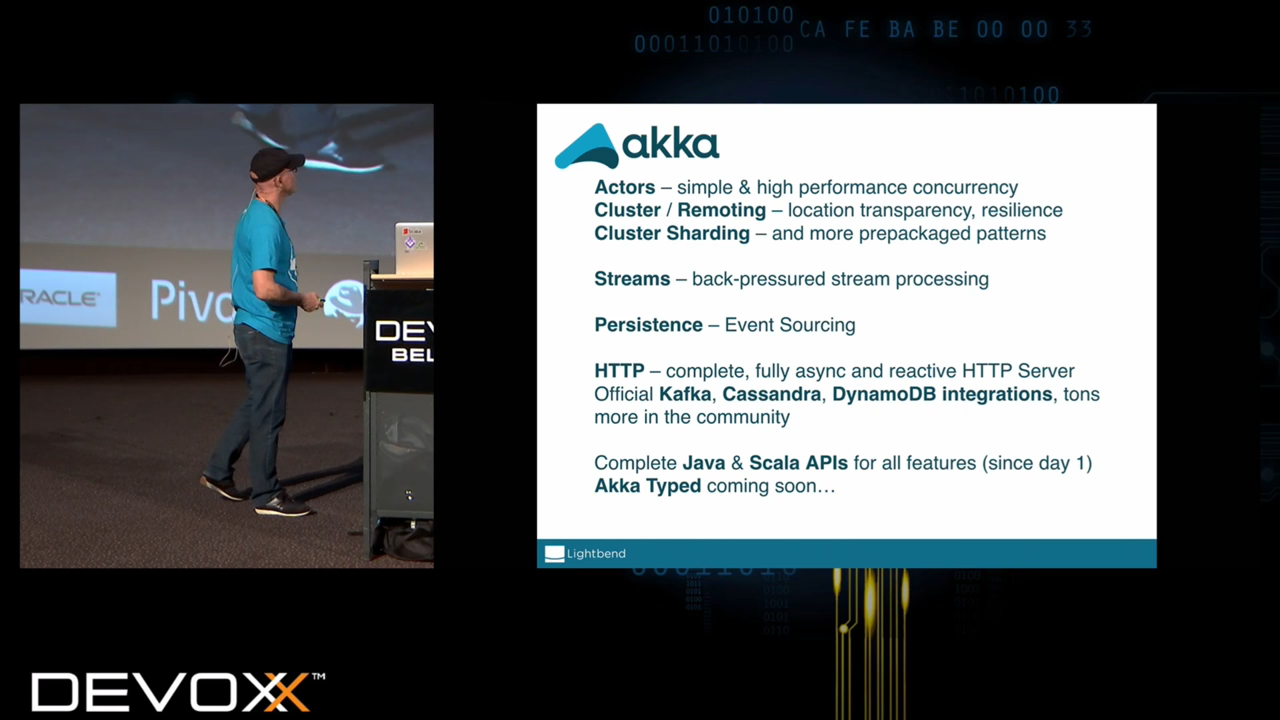 010100
00011010100
CA FE BA BE 00 00 33
1010100
RACLE
Pivo
DEV
BEL
akka
Actors – simple & high performance concurrency
Cluster / Remoting – location transparency, resilience
Cluster Sharding – and more prepackaged patterns
Streams – back-pressured stream processing
Persistence – Event Sourcing
HTTP – complete, fully async and reactive HTTP Server
Official Kafka, Cassandra, DynamoDB integrations, tons
more in the community
Complete Java & Scala APIs for all features (since day 1)
Akka Typed coming soon…
Lightbend
DEVOXX™